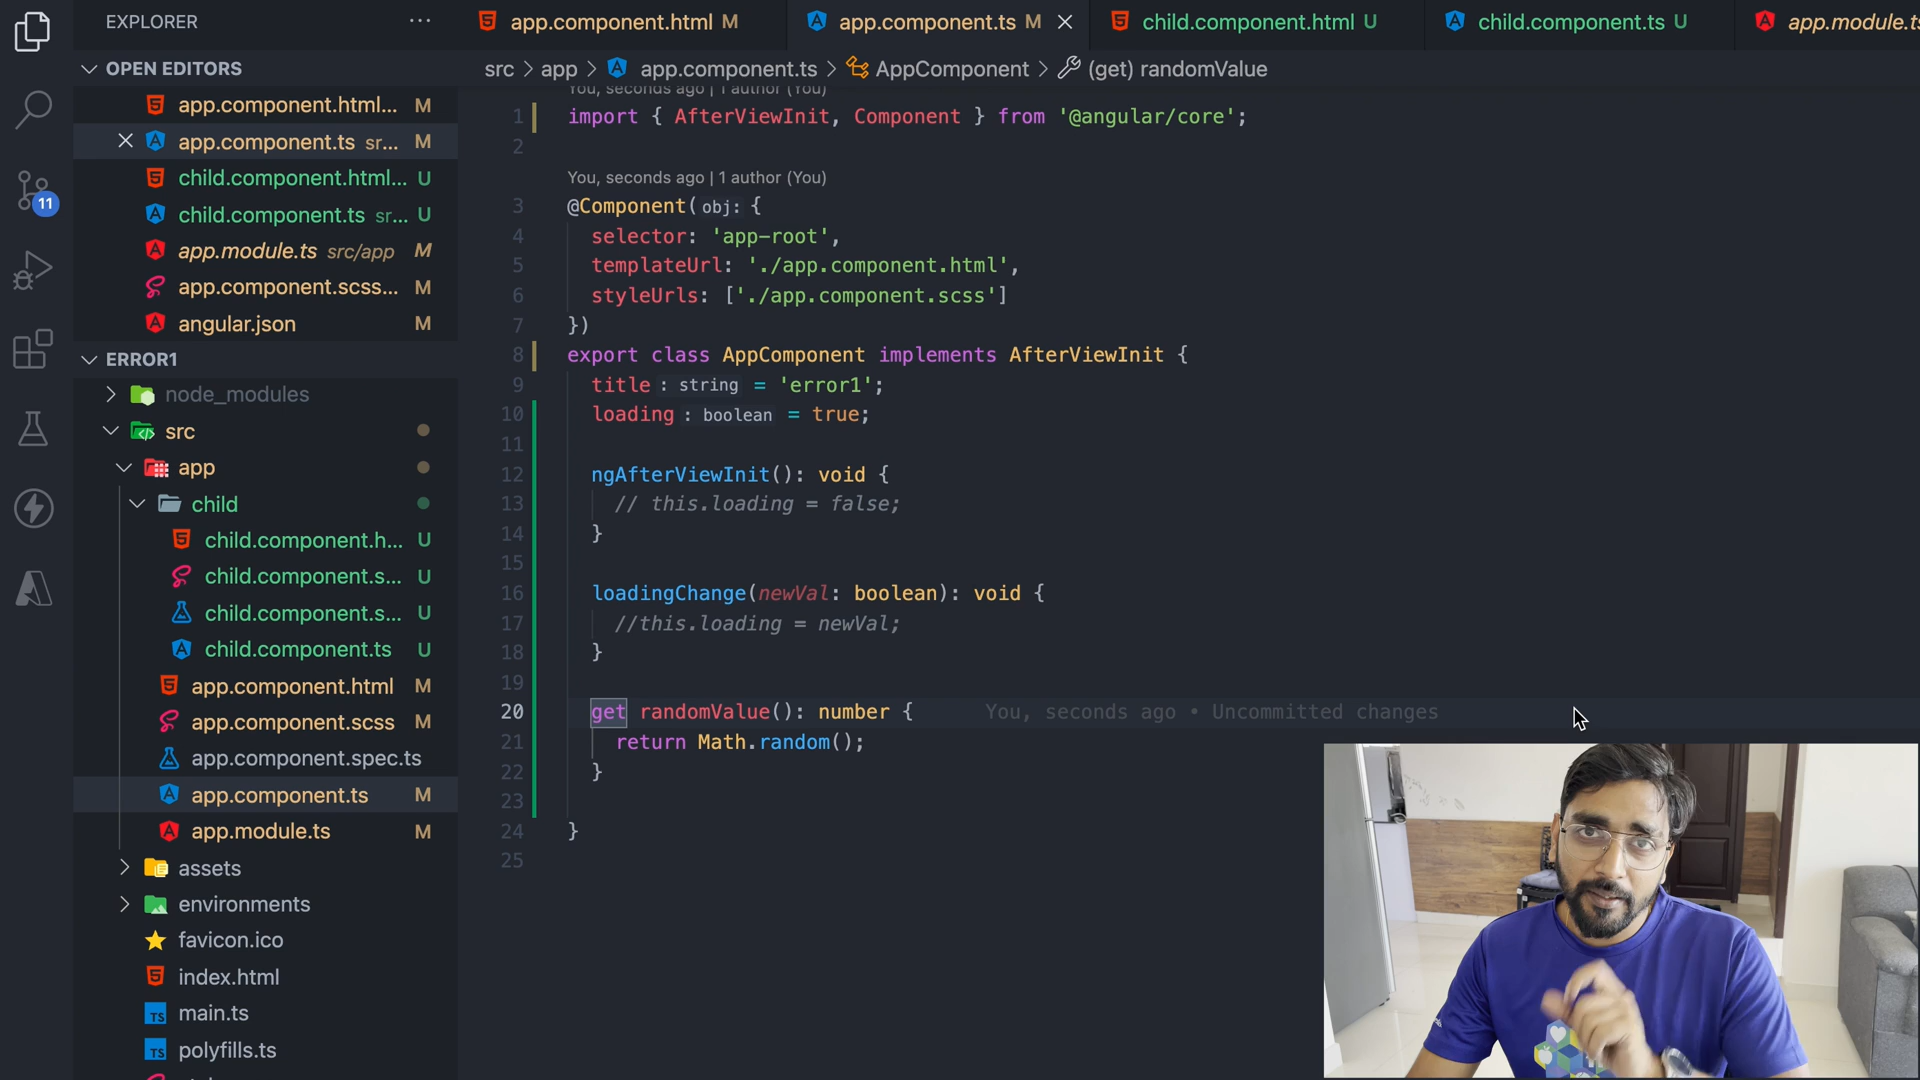 EXPLORER
···
app.component.html M
app.component.ts M
child.component.html U
child.component.ts U
app.module.ts
OPEN EDITORS
app.component.html... M
app.component.ts sr... M
child.component.html... U
child.component.ts sr... U
app.module.ts src/app M
app.component.scss... M
angular.json M
11
ERROR1
node_modules
src
app
child
child.component.h... U
child.component.s... U
child.component.s... U
child.component.ts U
app.component.html M
app.component.scss M
app.component.spec.ts
app.component.ts M
app.module.ts M
assets
environments
favicon.ico
index.html
TS main.ts
TS polyfills.ts
src > app > app.component.ts > AppComponent > (get) randomValue
You, seconds ago | 1 author (You)
1 import { AfterViewInit, Component } from '@angular/core';
2
You, seconds ago | 1 author (You)
3 @Component( obj: {
4 selector: 'app-root',
5 templateUrl: './app.component.html',
6 styleUrls: ['./app.component.scss']
7 })
8 export class AppComponent implements AfterViewInit {
9 title : string = 'error1';
10 loading : boolean = true;
11
12 ngAfterViewInit(): void {
13 // this.loading = false;
14 }
15
16 loadingChange(newVal: boolean): void {
17 //this.loading = newVal;
18 }
19
20 get randomValue(): number { You, seconds ago • Uncommitted changes
21 return Math.random();
22 }
23
24 }
25